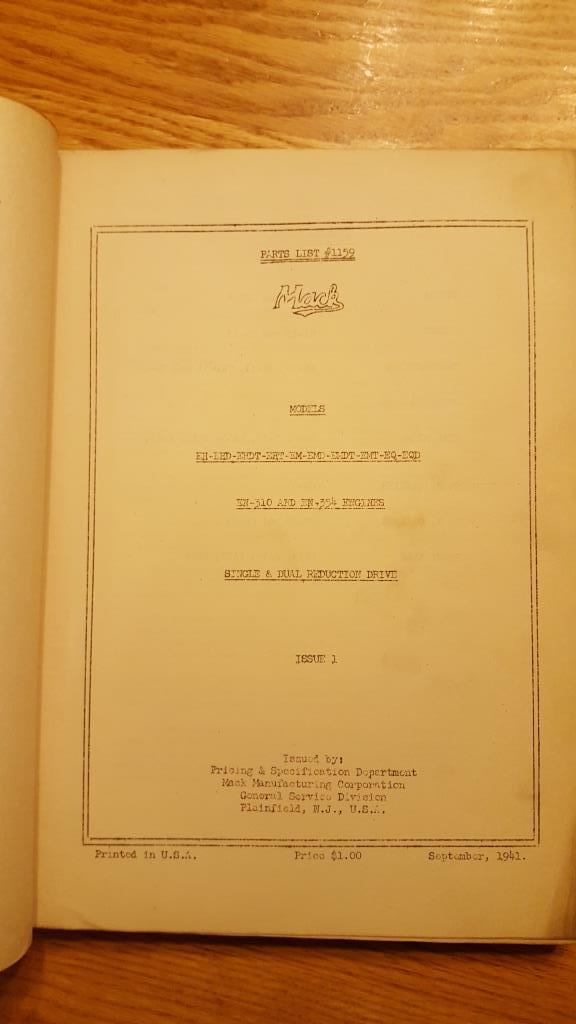 PARTS LIST #1159
Mack
MODELS
EH-EHD-EHDT-EHT-EM-EMD-EMDT-EMT-EQ-EQD
EN-310 AND EN-354 ENGINES
SINGLE & DUAL REDUCTION DRIVE
ISSUE 1
Issued by:
Pricing & Specification Department
Mack Manufacturing Corporation
General Service Division
Plainfield, N.J., U.S.A.
Printed in U.S.A. Price $1.00 September, 1941.